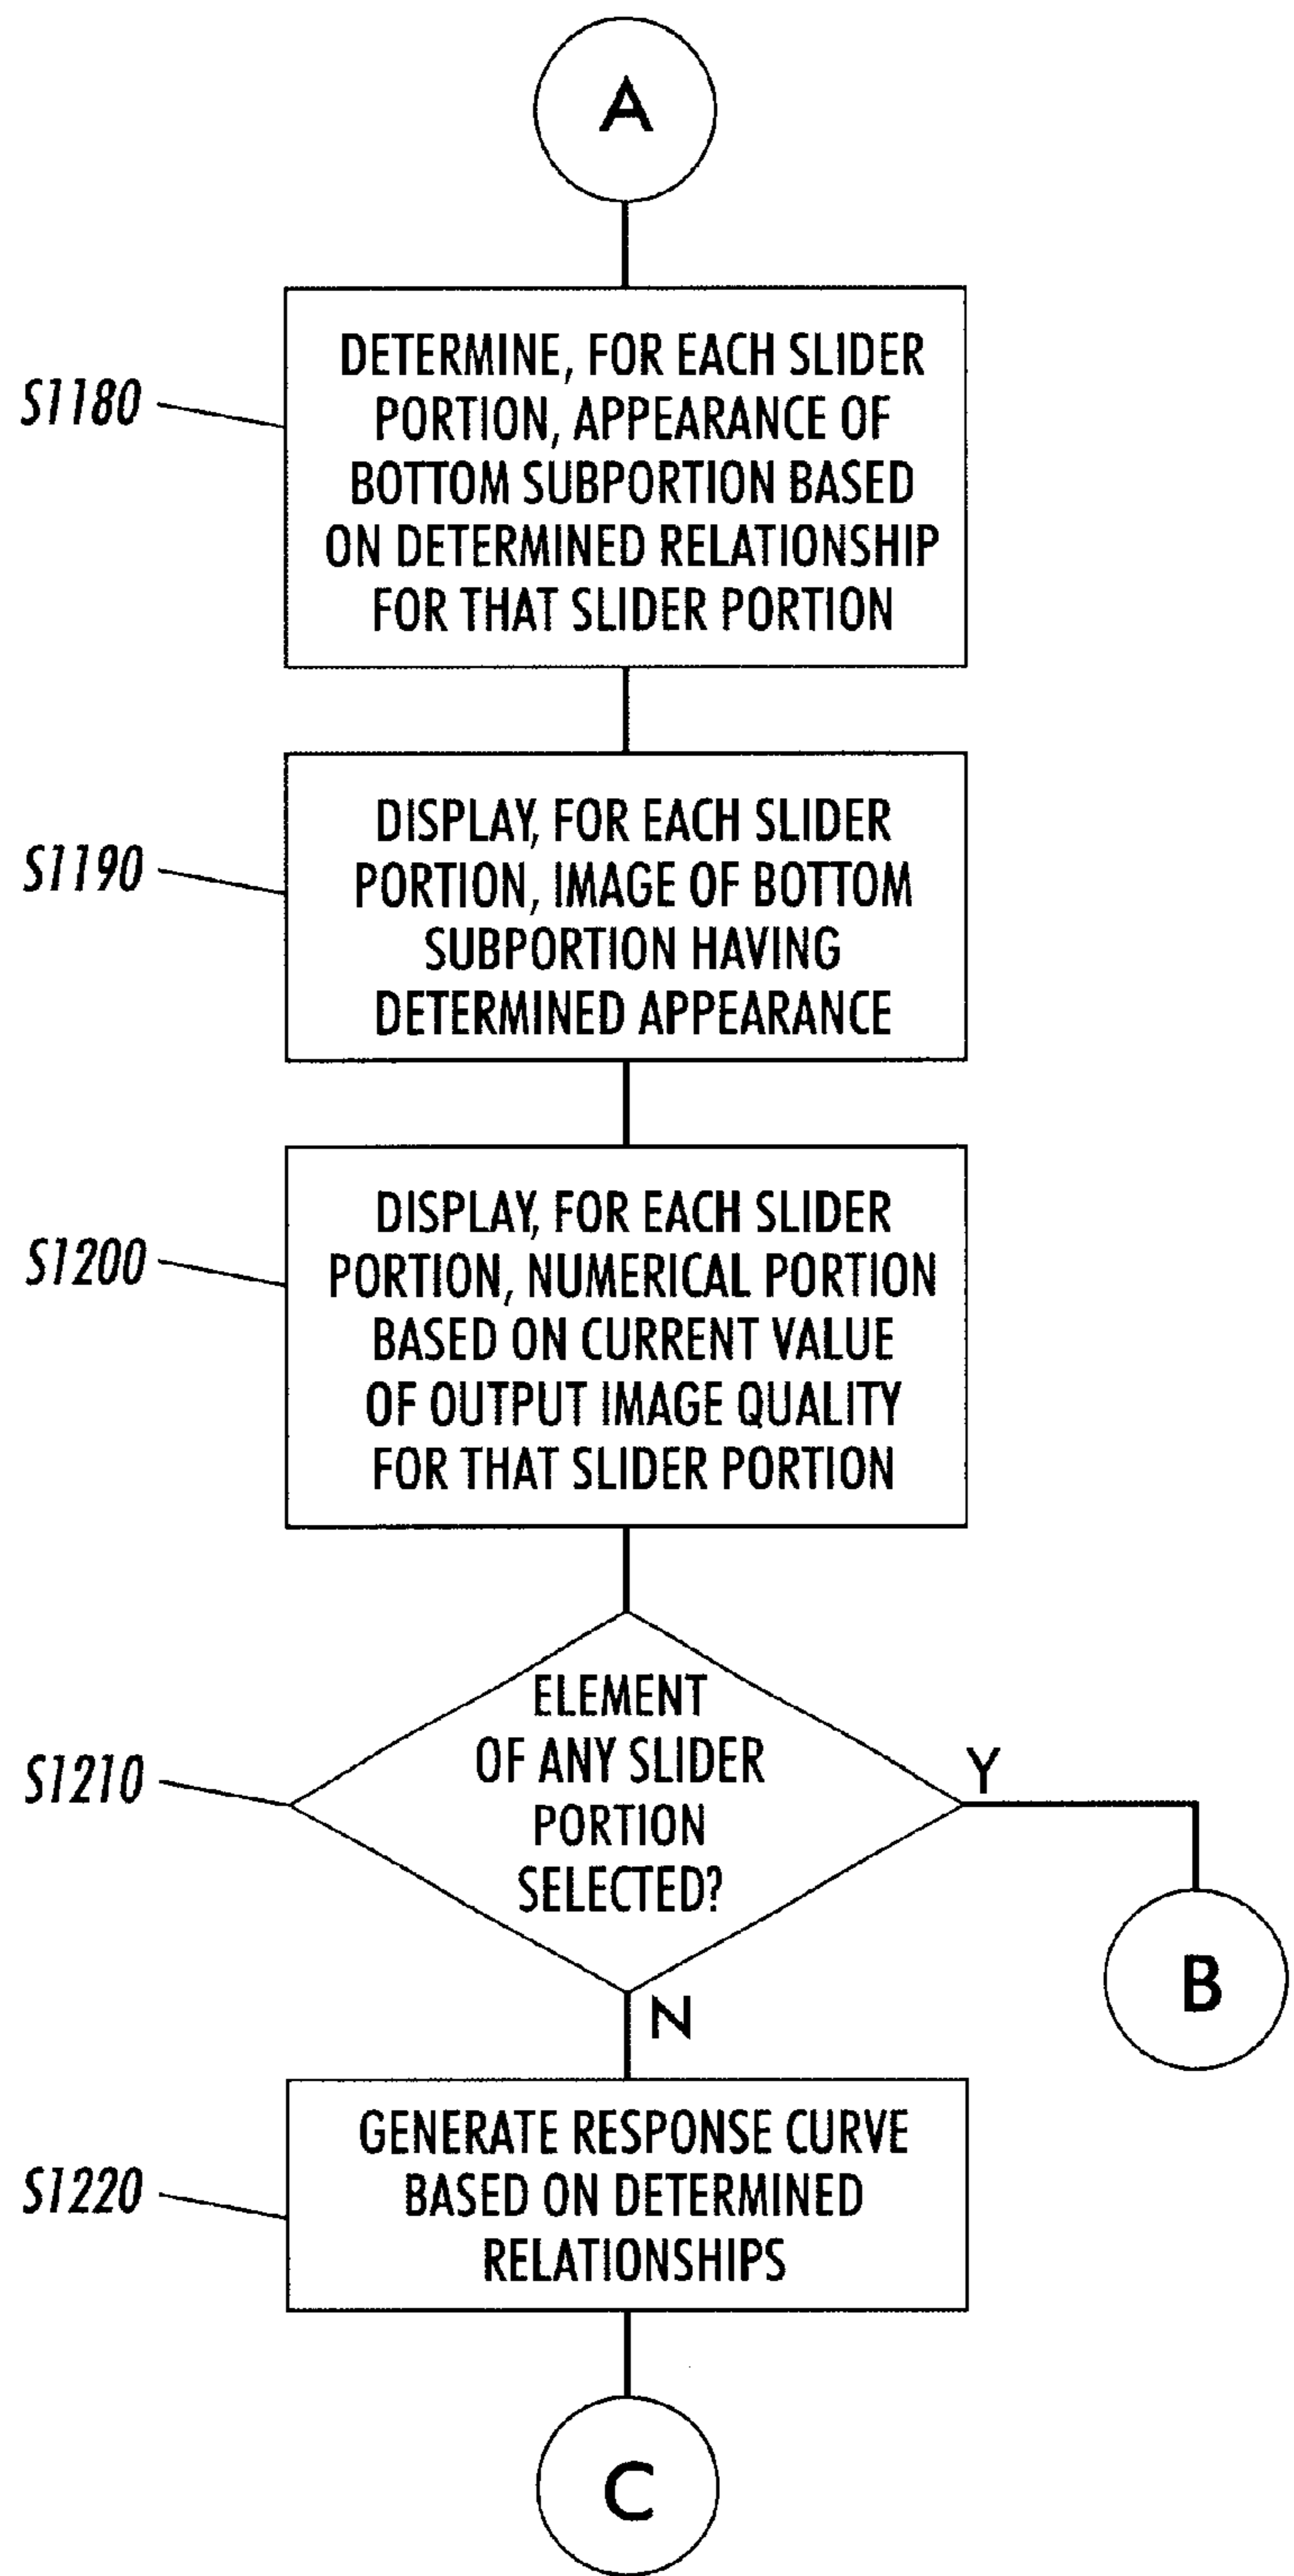 A
S1180
DETERMINE, FOR EACH SLIDER
PORTION, APPEARANCE OF
BOTTOM SUBPORTION BASED
ON DETERMINED RELATIONSHIP
FOR THAT SLIDER PORTION
S1190
DISPLAY, FOR EACH SLIDER
PORTION, IMAGE OF BOTTOM
SUBPORTION HAVING
DETERMINED APPEARANCE
S1200
DISPLAY, FOR EACH SLIDER
PORTION, NUMERICAL PORTION
BASED ON CURRENT VALUE
OF OUTPUT IMAGE QUALITY
FOR THAT SLIDER PORTION
S1210
ELEMENT
OF ANY SLIDER
PORTION
SELECTED?
Y
B
N
S1220
GENERATE RESPONSE CURVE
BASED ON DETERMINED
RELATIONSHIPS
C